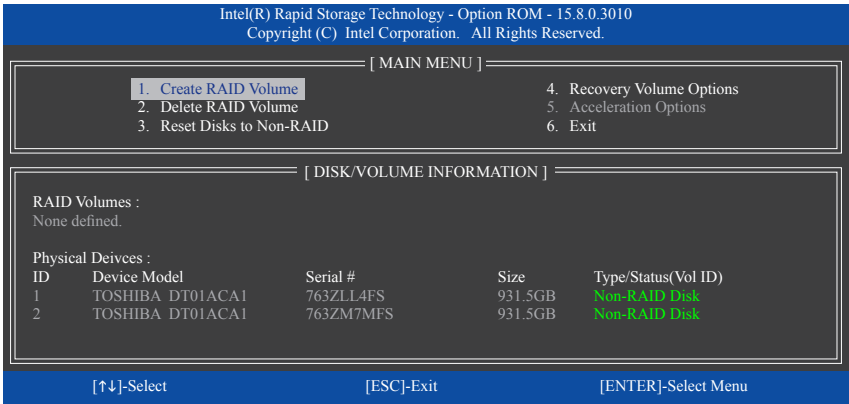 Intel(R) Rapid Storage Technology - Option ROM - 15.8.0.3010
Copyright (C) Intel Corporation. All Rights Reserved.
[ MAIN MENU ]
1. Create RAID Volume
2. Delete RAID Volume
3. Reset Disks to Non-RAID
4. Recovery Volume Options
5. Acceleration Options
6. Exit
[ DISK/VOLUME INFORMATION ]
RAID Volumes :
None defined.
Physical Deivces :
ID Device Model Serial # Size Type/Status(Vol ID)
1 TOSHIBA DT01ACA1 763ZLL4FS 931.5GB Non-RAID Disk
2 TOSHIBA DT01ACA1 763ZM7MFS 931.5GB Non-RAID Disk
[↑↓]-Select [ESC]-Exit [ENTER]-Select Menu